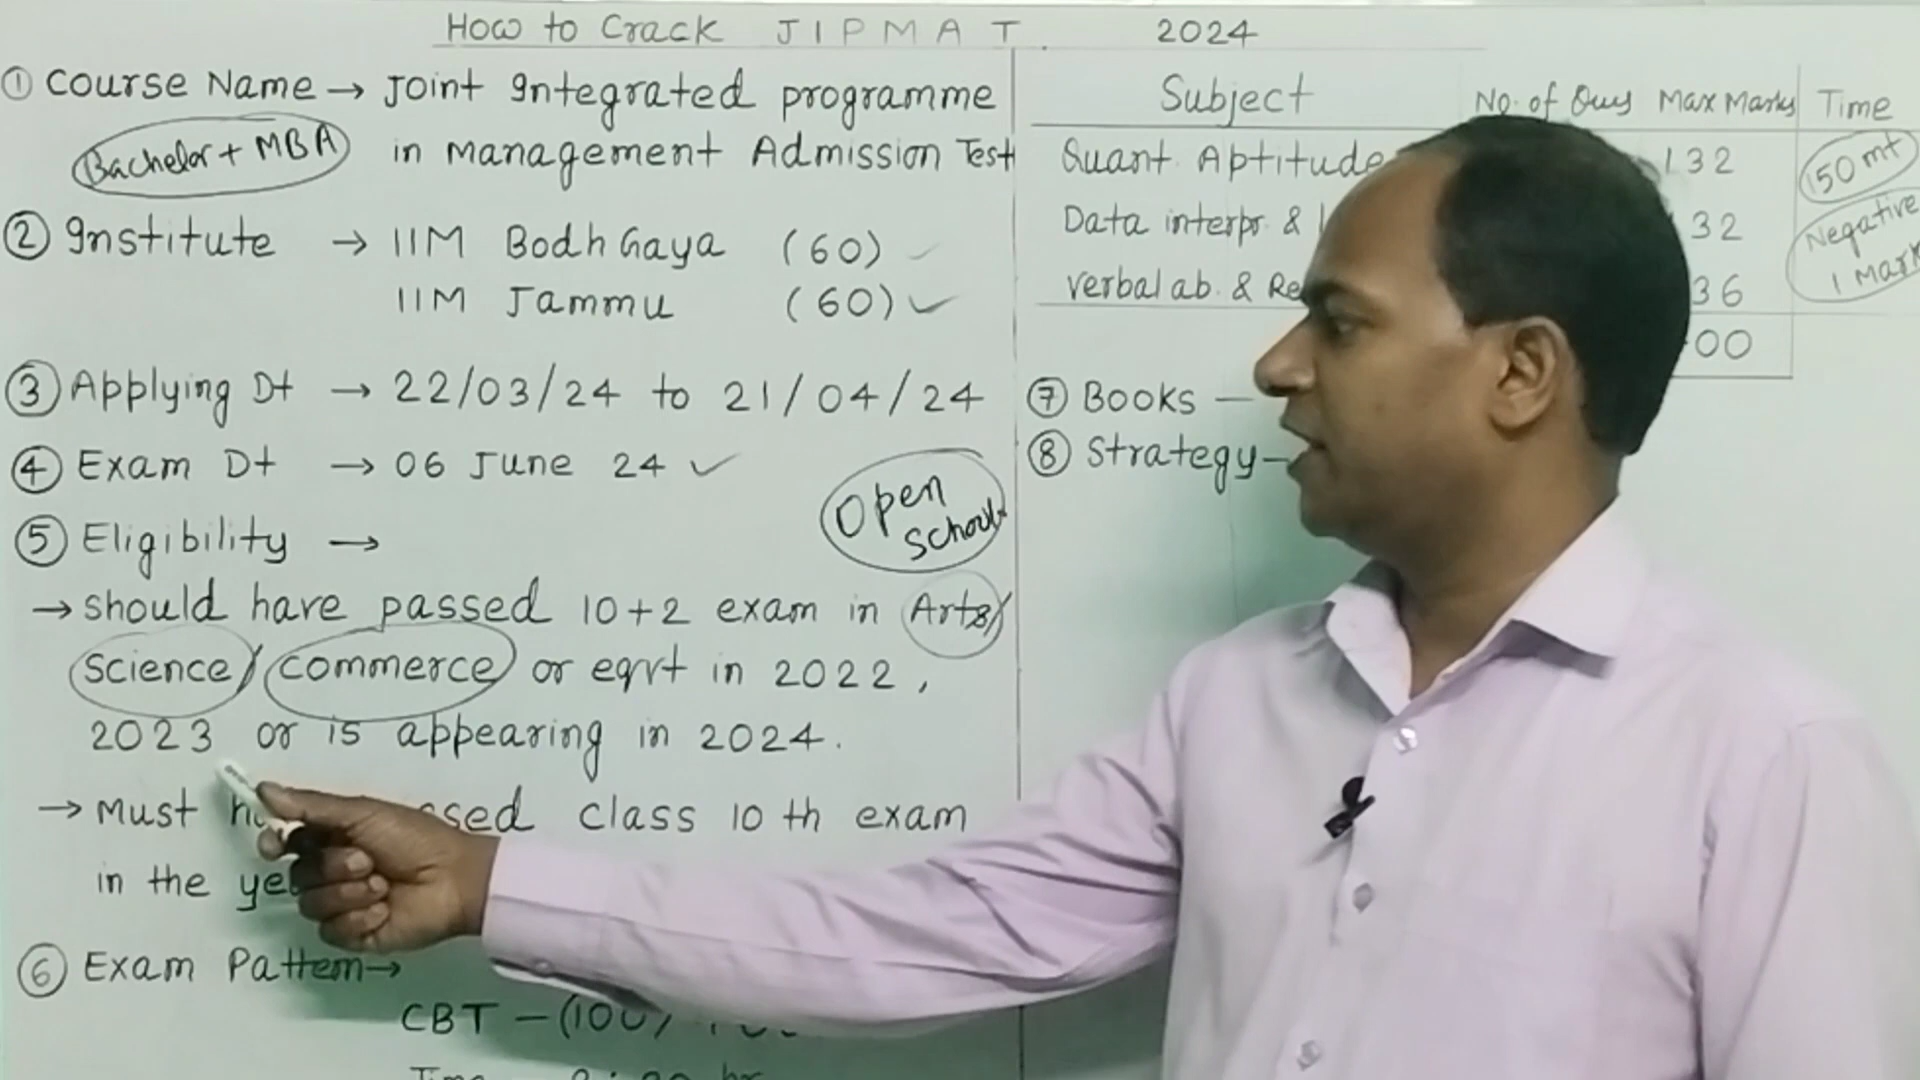 How to Crack JIPMAT 2024
① Course Name → Joint Integrated programme
Bachelor + MBA
in management Admission Test
② Institute → IIM Bodh Gaya (60)
IIM Jammu (60) ✓
③ Applying Dt → 22/03/24 to 21/04/24
④ Exam Dt → 06 June 24 ✓
⑤ Eligibility →
Open
School
→ should have passed 10+2 exam in Arts/
Science/ Commerce or eqvt in 2022,
2023 or is appearing in 2024.
→ Must class 10 th exam
in the
⑥ Exam Pattern→
CBT – (100)
Subject No. of Qus Max Marks Time
Quant. Aptitude 132 150 mt
Data interpr. & 32 Negative
1 Mark
Verbal ab. & 36
00
⑦ Books –
⑧ Strategy–